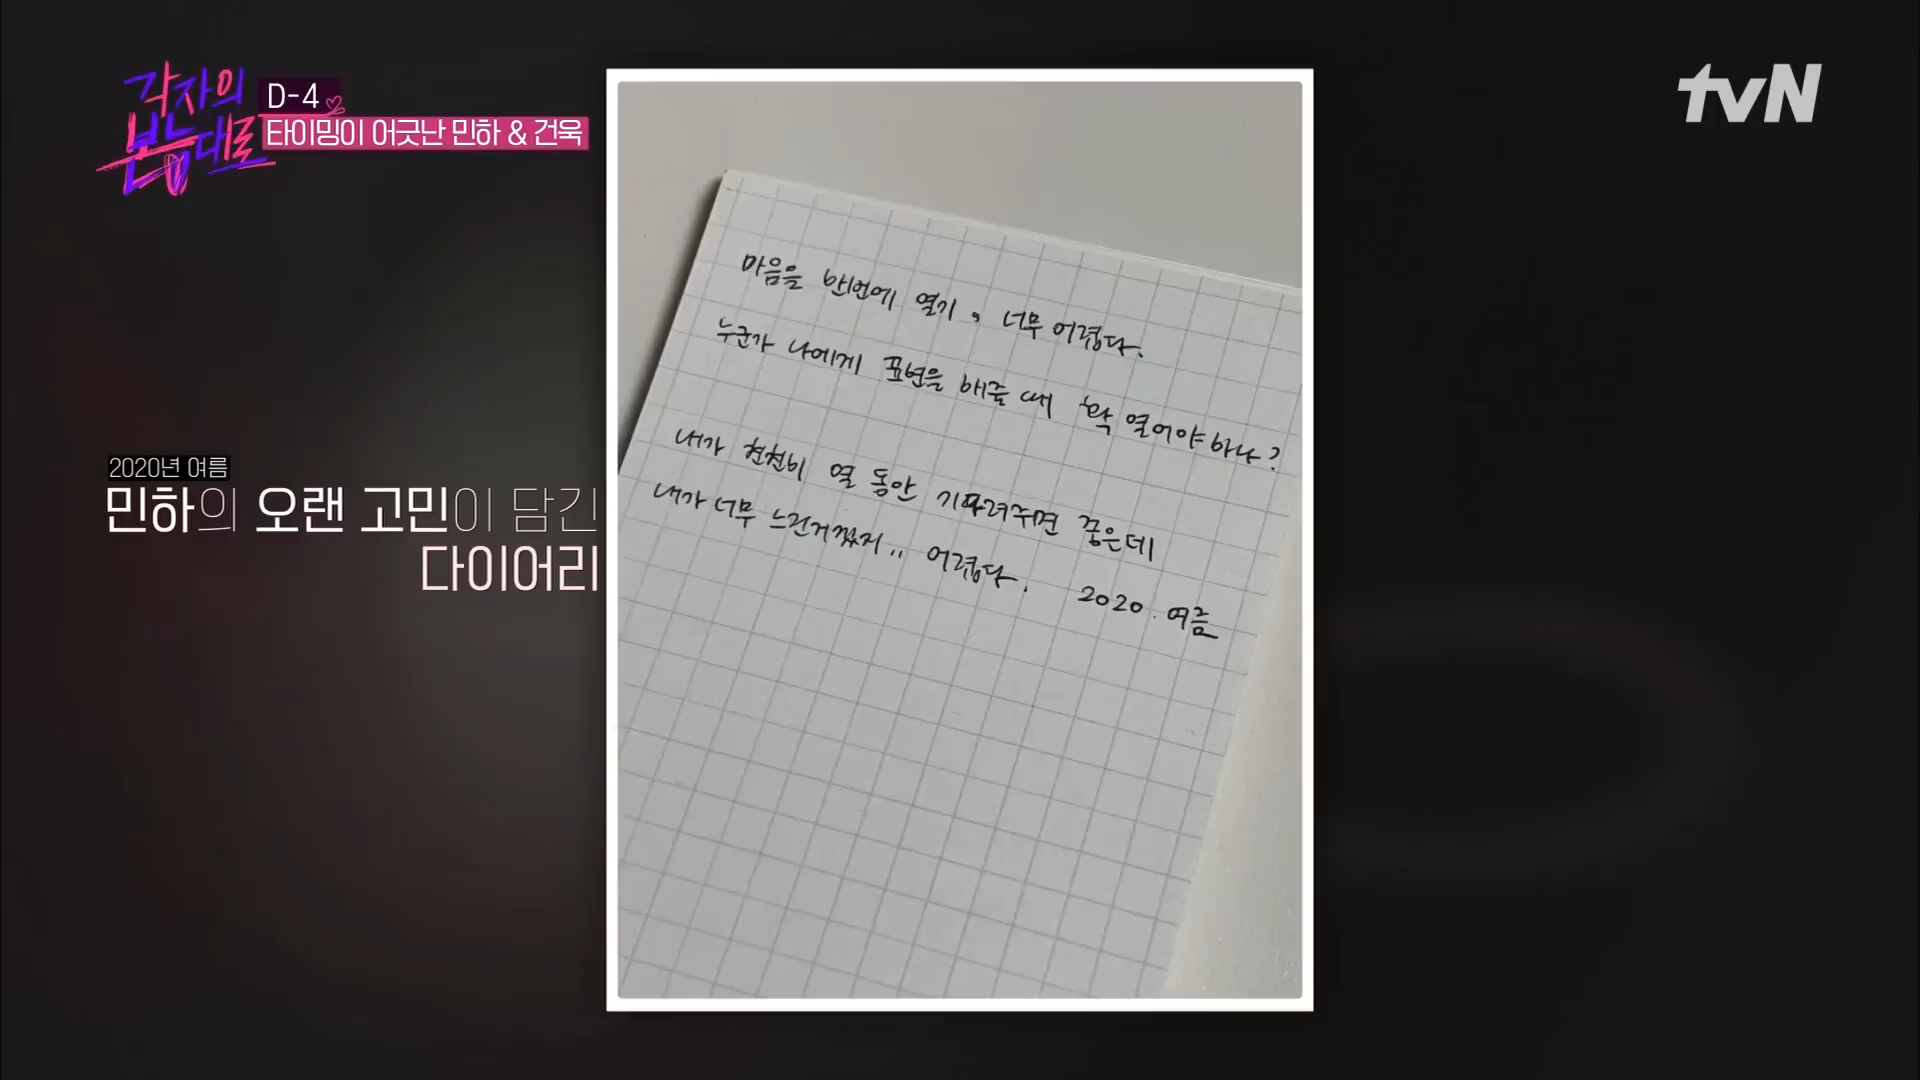 각자의
본능대로
D-4
타이밍이 어긋난 민하 & 건욱
tvN
2020년 여름
민하의 오랜 고민이 담긴
다이어리
마음을 한번에 열기, 너무 어렵다.
누군가 나에게 표현을 해줄 때 확 열어야하나?
내가 천천히 열 동안 기다려주면 좋은데
내가 너무 느린거겠지.. 어렵다. 2020. 여름